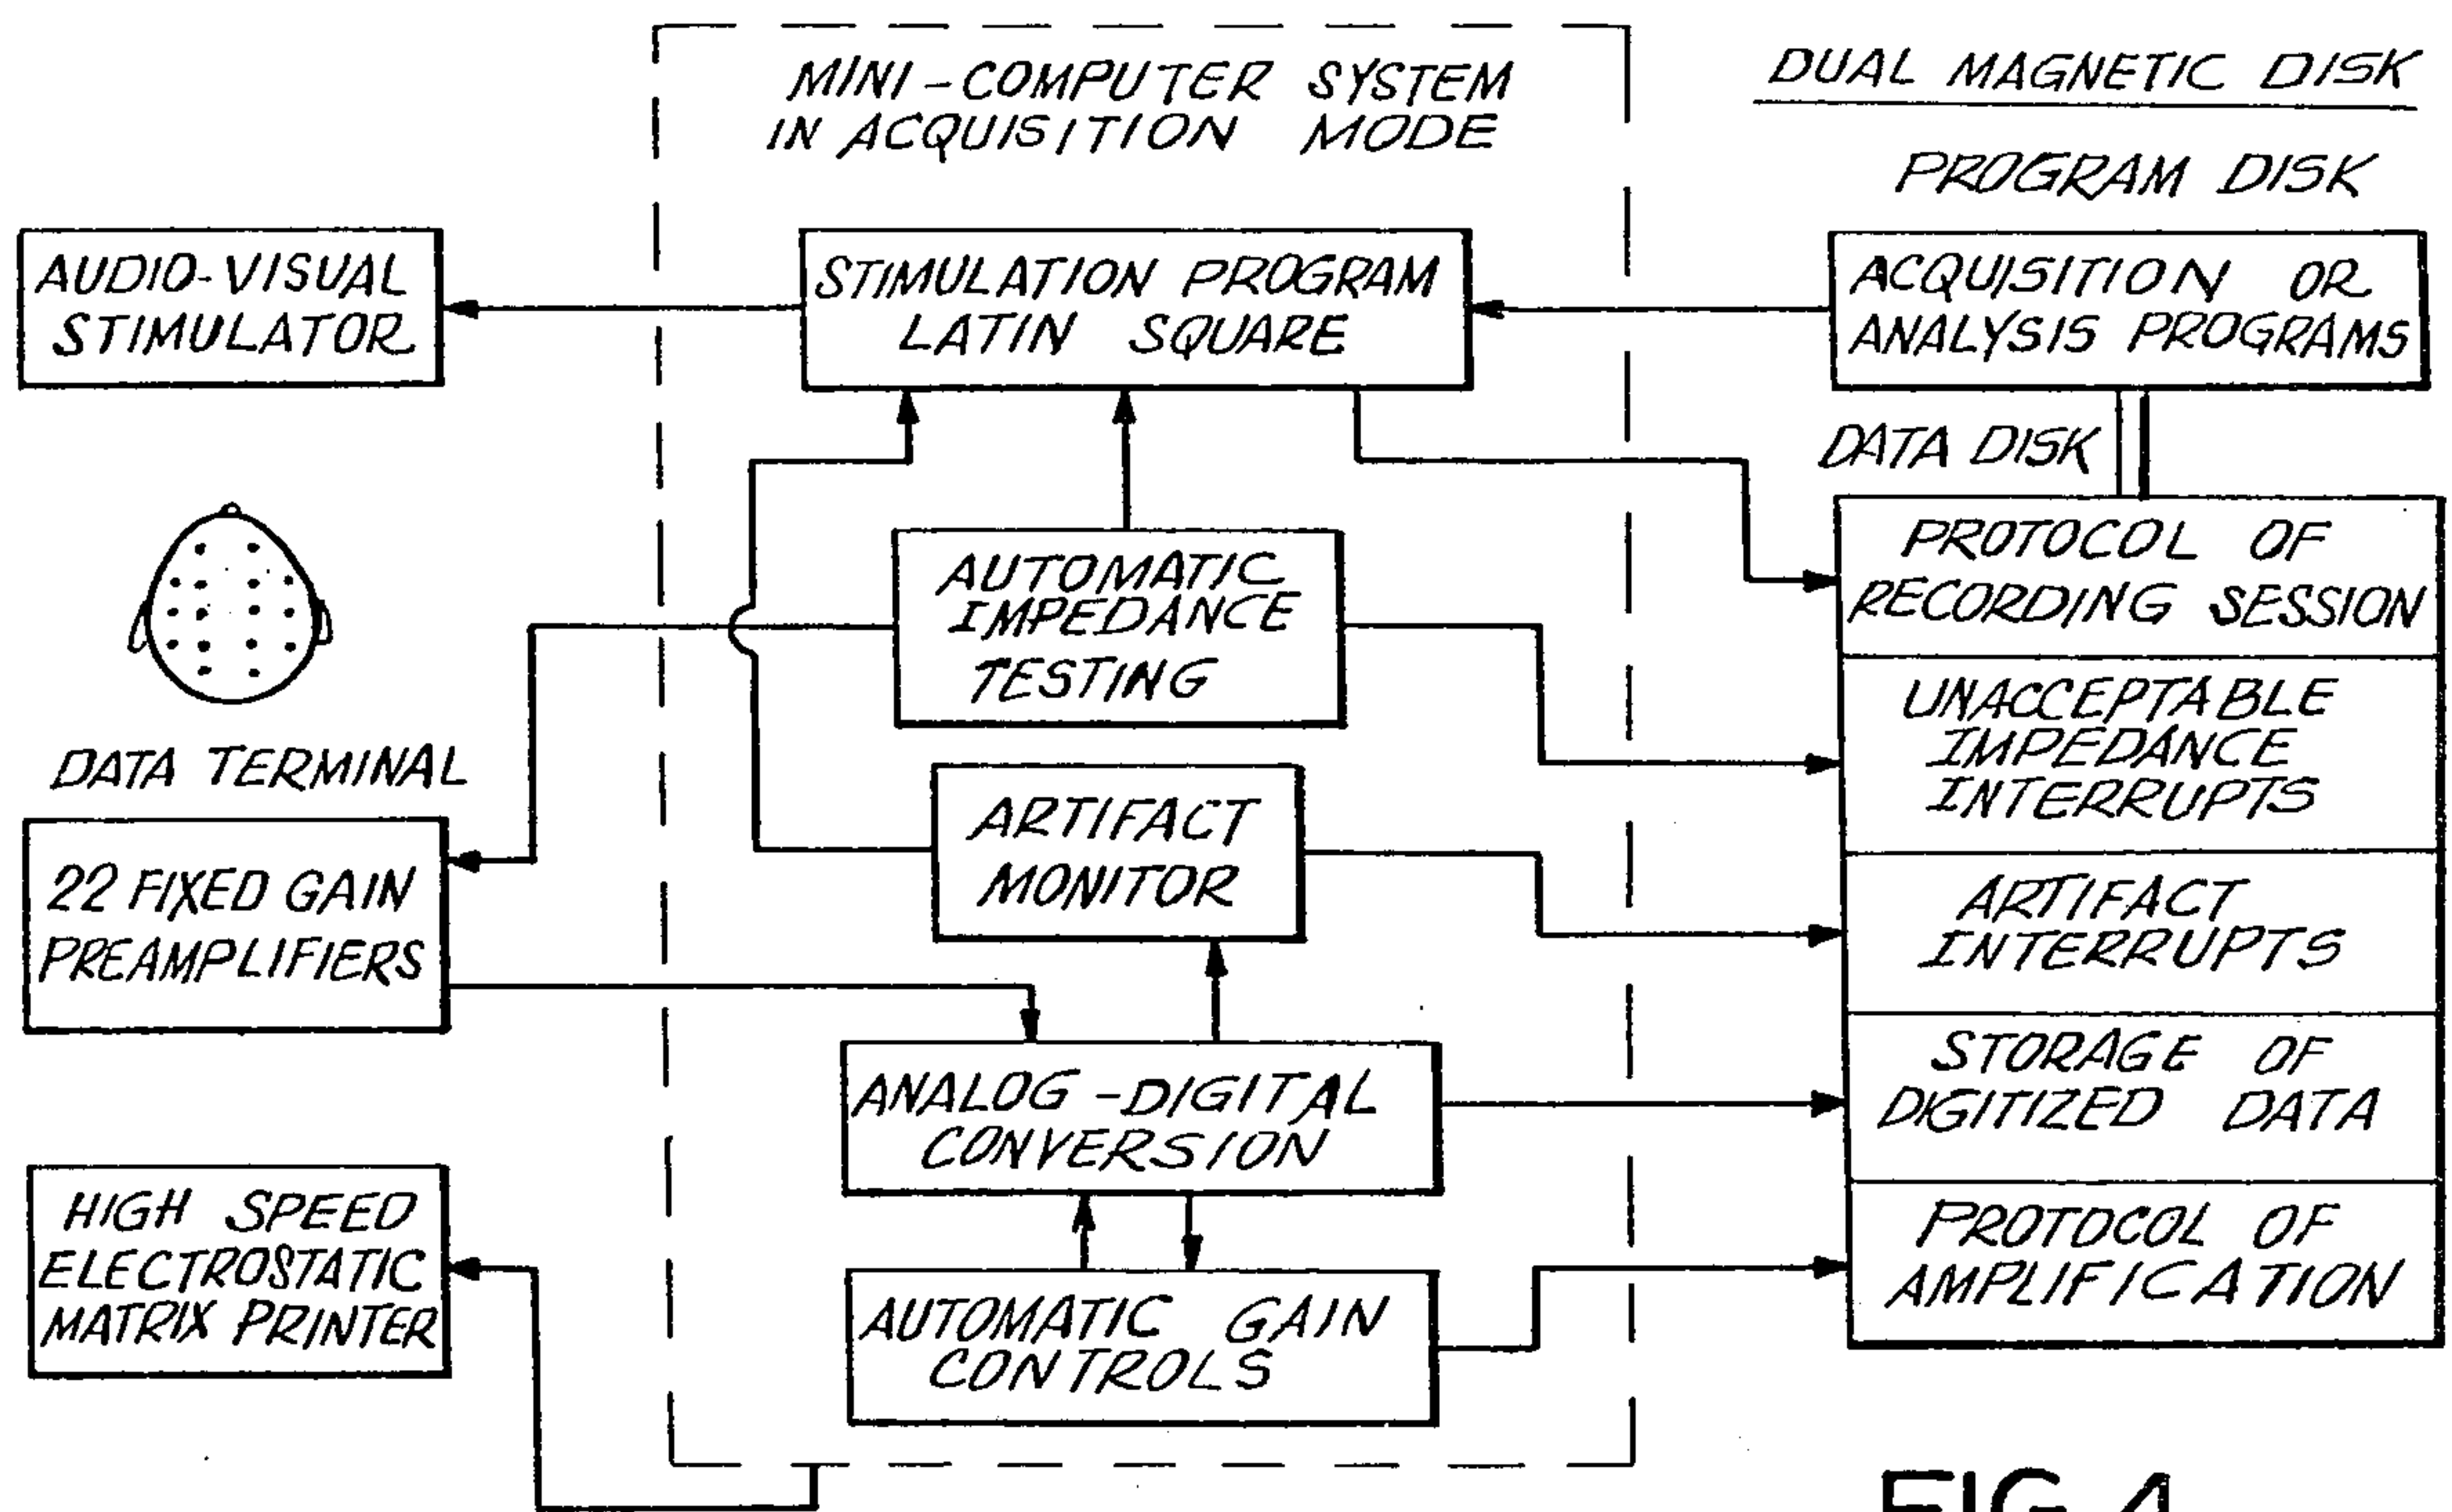 MINI-COMPUTER SYSTEM
IN ACQUISITION MODE
DUAL MAGNETIC DISK
PROGRAM DISK
AUDIO-VISUAL
STIMULATOR
STIMULATION PROGRAM
LATIN SQUARE
ACQUISITION OR
ANALYSIS PROGRAMS
DATA DISK
AUTOMATIC
IMPEDANCE
TESTING
PROTOCOL OF
RECORDING SESSION
UNACCEPTABLE
IMPEDANCE
INTERRUPTS
DATA TERMINAL
22 FIXED GAIN
PREAMPLIFIERS
ARTIFACT
MONITOR
ARTIFACT
INTERRUPTS
ANALOG-DIGITAL
CONVERSION
STORAGE OF
DIGITIZED DATA
HIGH SPEED
ELECTROSTATIC
MATRIX PRINTER
AUTOMATIC GAIN
CONTROLS
PROTOCOL OF
AMPLIFICATION
FIG. 4